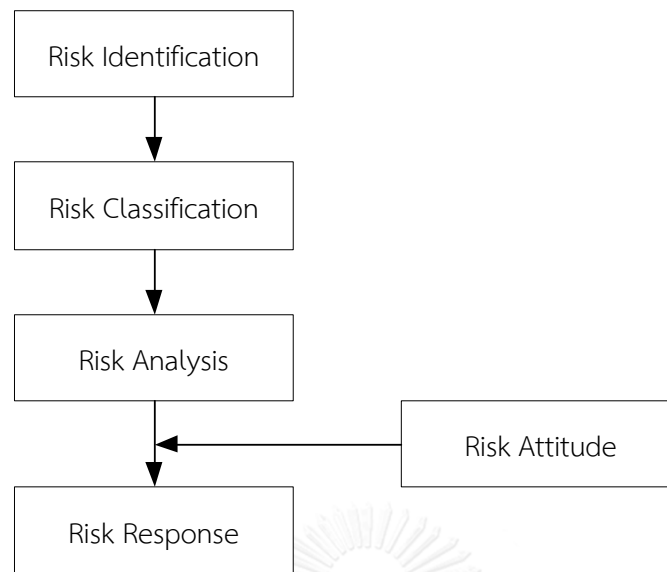 Risk Identification
Risk Classification
Risk Analysis
Risk Attitude
Risk Response